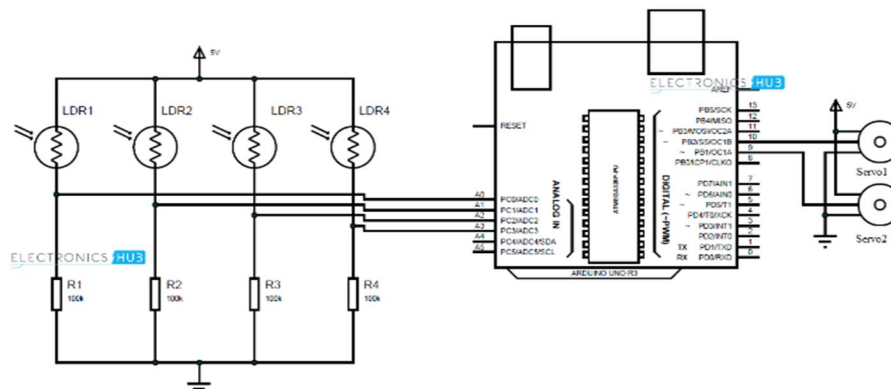 5V
LDR1
LDR2
LDR3
LDR4
ELECTRONICS HUB
R1
100k
R2
100k
R3
100k
R4
100k
ELECTRONICS HUB
AREF
RESET
PB5/SCK 13
PB4/MISO 12
~ PB3/MOSI/OC2A 11
~ PB2/SS/OC1B 10
~ PB1/OC1A 9
PB0/ICP1/CLKO 8
A0 PC0/ADC0
A1 PC1/ADC1
A2 PC2/ADC2
A3 PC3/ADC3
A4 PC4/ADC4/SDA
A5 PC5/ADC5/SCL
ANALOG IN
ATMEGA328P-PU
DIGITAL (~PWM)
PD7/AIN1 7
~ PD6/AIN0 6
~ PD5/T1 5
PD4/T0/XCK 4
~ PD3/INT1 3
PD2/INT0 2
TX PD1/TXD 1
RX PD0/RXD 0
ARDUINO UNO R3
5V
Servo1
Servo2